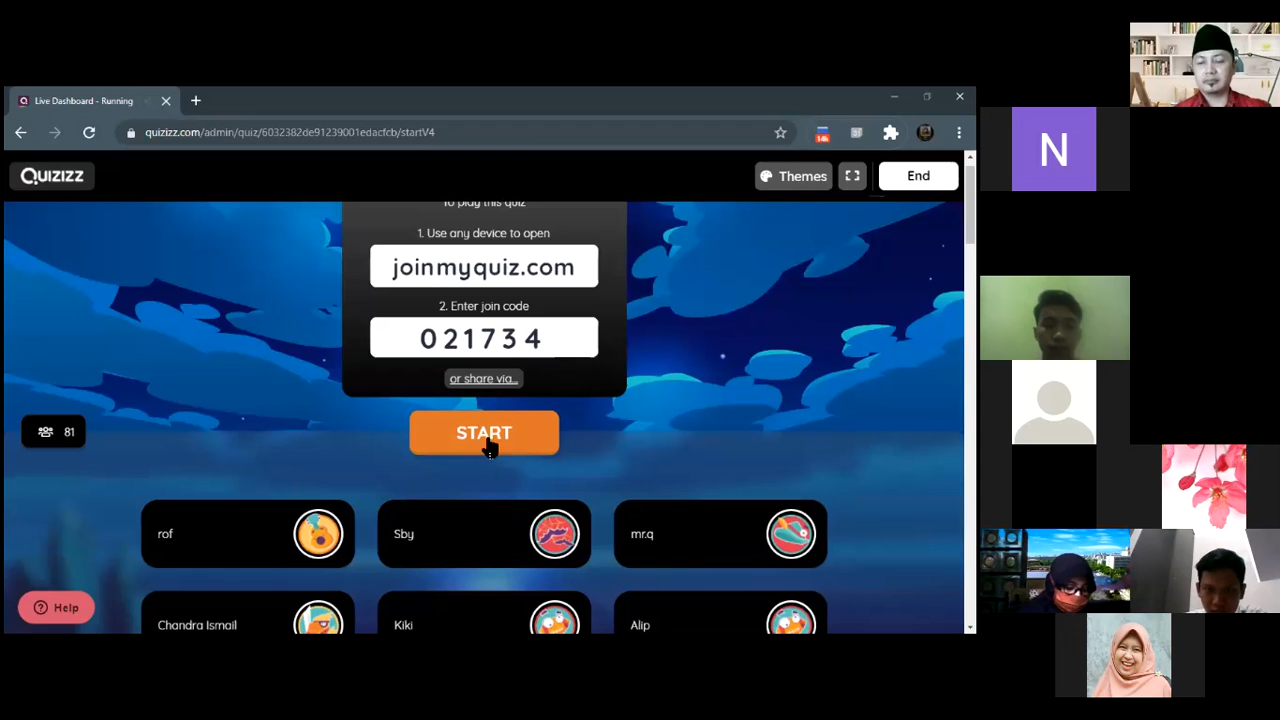 Live Dashboard - Running
quizizz.com/admin/quiz/6032382de91239001edacfcb/startV4
14k
Quizizz
Themes
End
To play this quiz
1. Use any device to open
joinmyquiz.com
2. Enter join code
021734
or share via..
81
START
rof
Sby
mr.q
Chandra Ismail
Kiki
Alip
Help
N